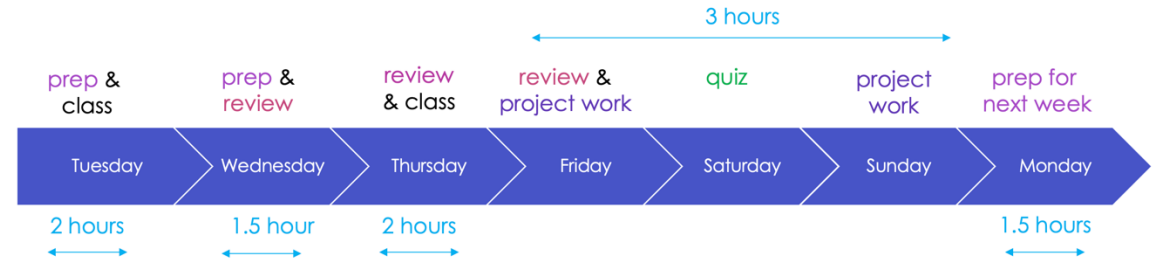 3 hours
prep &
class
prep &
review
review
& class
review &
project work
quiz
project
work
prep for
next week
Tuesday
Wednesday
Thursday
Friday
Saturday
Sunday
Monday
2 hours
1.5 hour
2 hours
1.5 hours